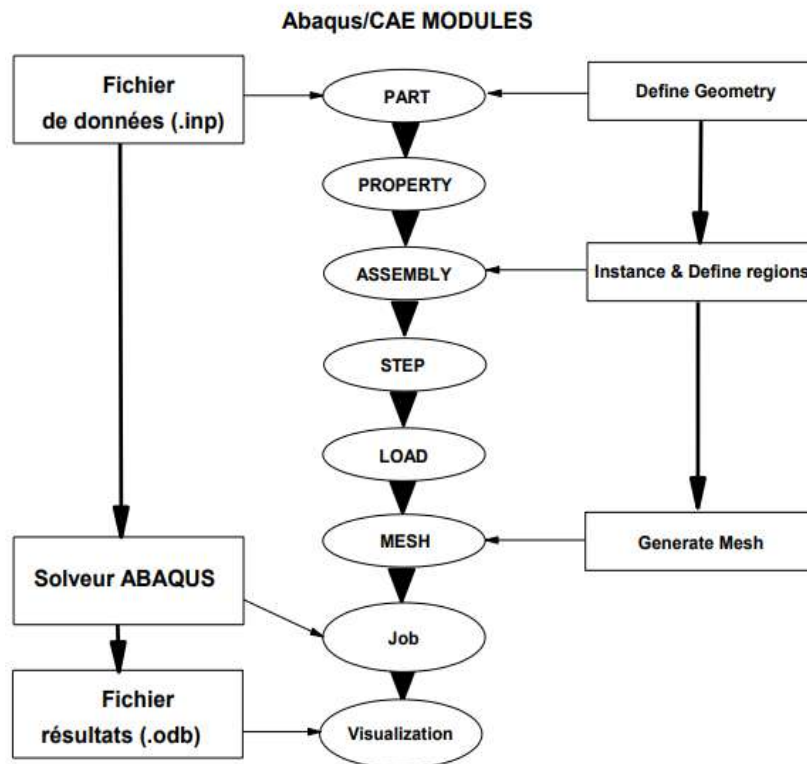 Abaqus/CAE MODULES
Fichier
de données (.inp)
PART
Define Geometry
PROPERTY
ASSEMBLY
Instance & Define regions
STEP
LOAD
MESH
Generate Mesh
Solveur ABAQUS
Job
Fichier
résultats (.odb)
Visualization